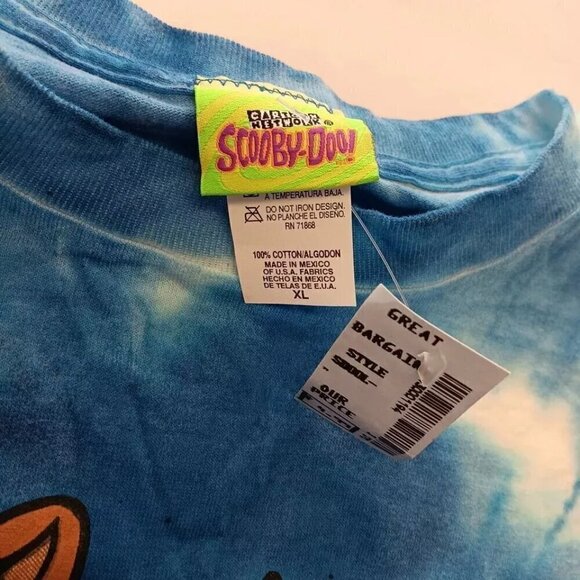 CARTOON
NETWORK
SCOOBY-DOO!
A TEMPERATURA BAJA.
DO NOT IRON DESIGN.
NO PLANCHE EL DISEÑO.
RN 71868
100% COTTON/ALGODON
MADE IN MEXICO
OF U.S.A. FABRICS
HECHO EN MEXICO
DE TELAS DE E.U.A.
XL
GREAT
BARGAIN
STYLE
OUR
PRICE